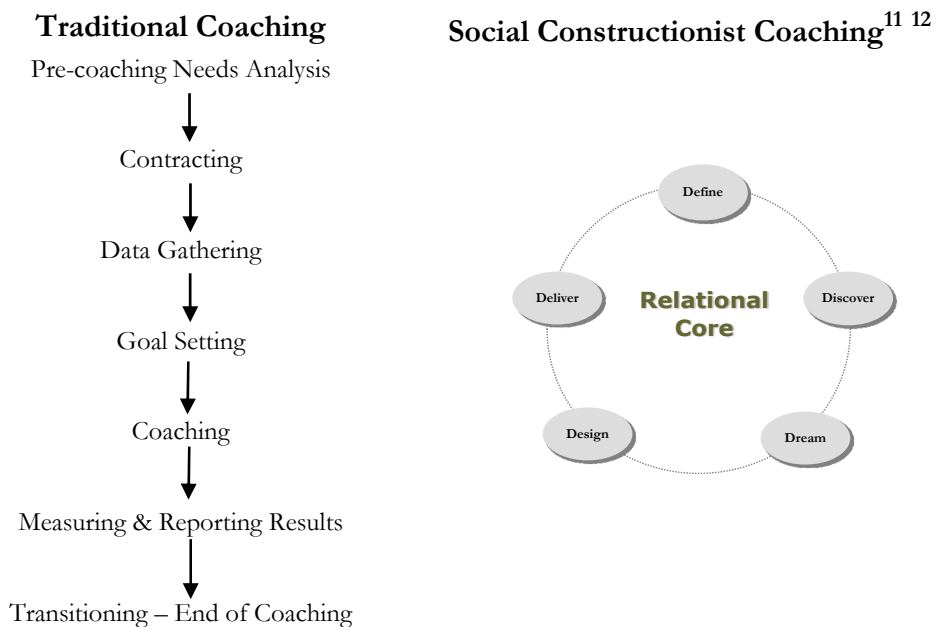 Traditional Coaching
Pre-coaching Needs Analysis
Contracting
Data Gathering
Goal Setting
Coaching
Measuring & Reporting Results
Transitioning – End of Coaching
Social Constructionist Coaching11 12
Define
Discover
Dream
Design
Deliver
Relational
Core